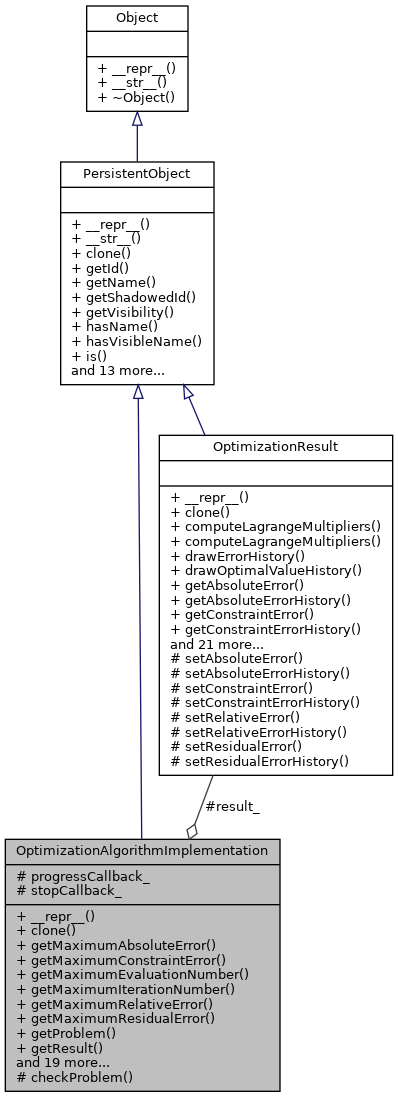 Object
+ __repr__()
+ __str__()
+ ~Object()
PersistentObject
+ __repr__()
+ __str__()
+ clone()
+ getId()
+ getName()
+ getShadowedId()
+ getVisibility()
+ hasName()
+ hasVisibleName()
+ is()
and 13 more...
OptimizationResult
+ __repr__()
+ clone()
+ computeLagrangeMultipliers()
+ computeLagrangeMultipliers()
+ drawErrorHistory()
+ drawOptimalValueHistory()
+ getAbsoluteError()
+ getAbsoluteErrorHistory()
+ getConstraintError()
+ getConstraintErrorHistory()
and 21 more...
# setAbsoluteError()
# setAbsoluteErrorHistory()
# setConstraintError()
# setConstraintErrorHistory()
# setRelativeError()
# setRelativeErrorHistory()
# setResidualError()
# setResidualErrorHistory()
#result_
OptimizationAlgorithmImplementation
# progressCallback_
# stopCallback_
+ __repr__()
+ clone()
+ getMaximumAbsoluteError()
+ getMaximumConstraintError()
+ getMaximumEvaluationNumber()
+ getMaximumIterationNumber()
+ getMaximumRelativeError()
+ getMaximumResidualError()
+ getProblem()
+ getResult()
and 19 more...
# checkProblem()